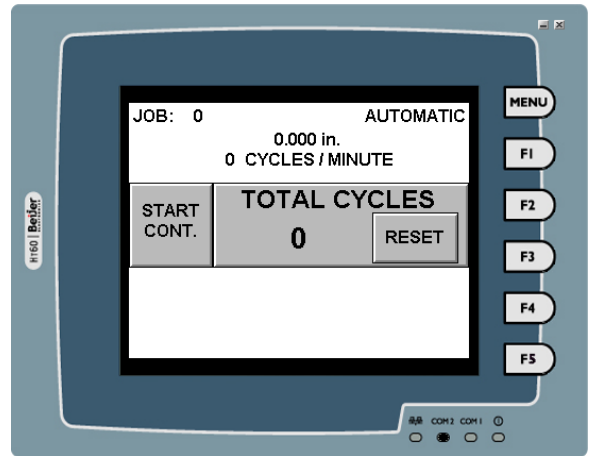 MENU
JOB: 0 AUTOMATIC
0.000 in.
0 CYCLES / MINUTE
F1
START CONT.
TOTAL CYCLES
0 RESET
F2
F3
F4
F5
H160 Beijer
COM2 COM1